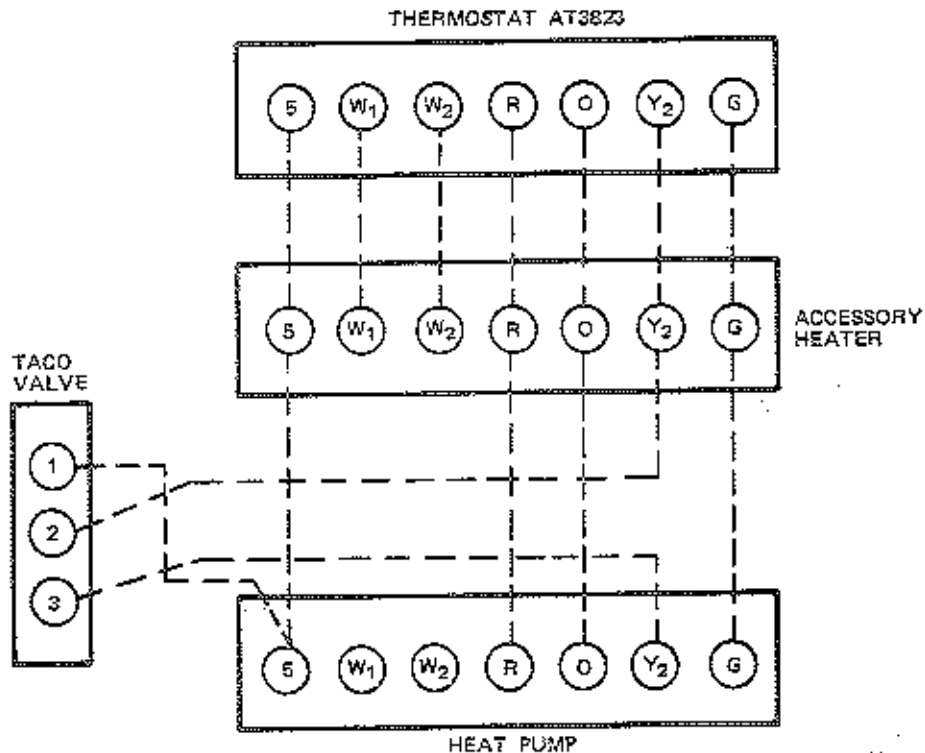 THERMOSTAT AT3823
5 W1 W2 R O Y2 G
5 W1 W2 R O Y2 G
ACCESSORY
HEATER
TACO
VALVE
1
2
3
5 W1 W2 R O Y2 G
HEAT PUMP